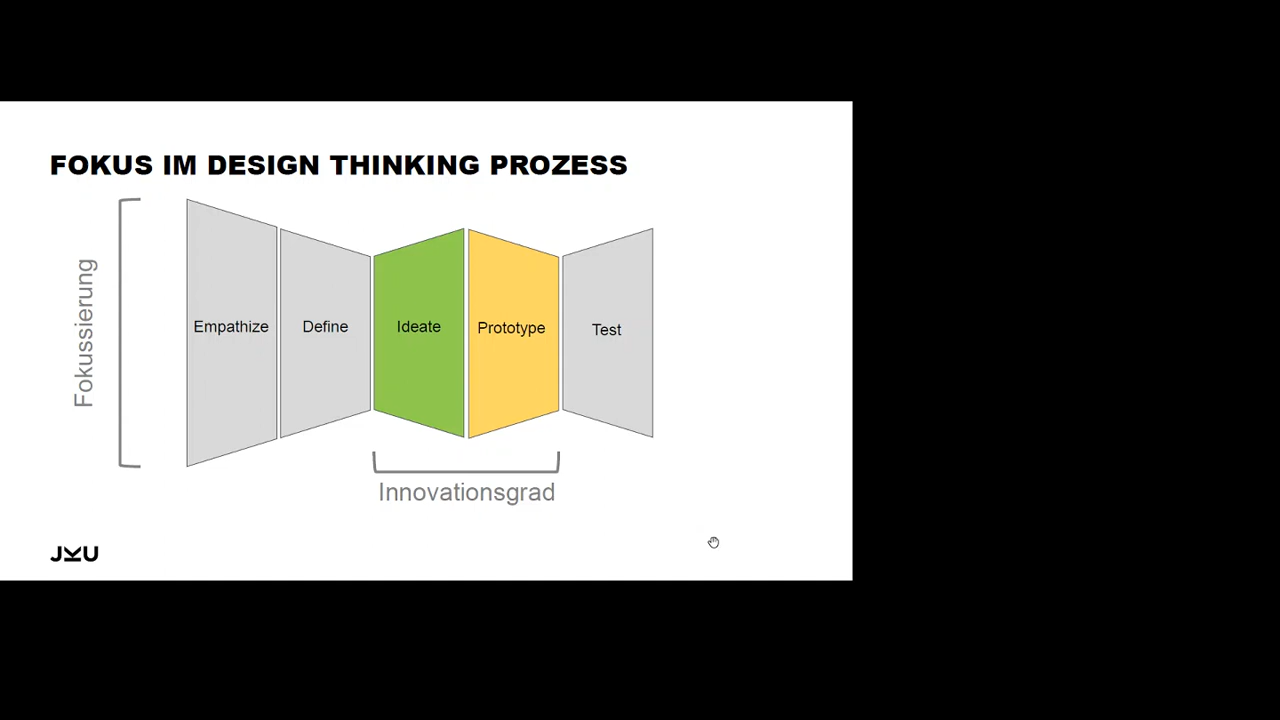 FOKUS IM DESIGN THINKING PROZESS
Fokussierung
Empathize
Define
Ideate
Prototype
Test
Innovationsgrad
JKU